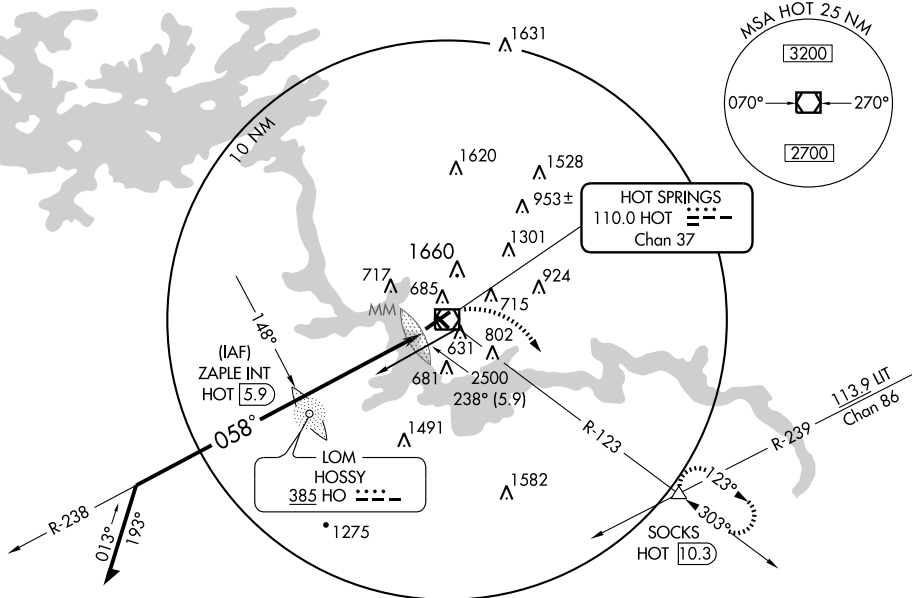 MSA HOT 25 NM
3200
070°
270°
2700
1631
10 NM
1620
1528
953±
HOT SPRINGS
110.0 HOT
Chan 37
1301
1660
717
685
924
715
MM
148°
(IAF)
ZAPLE INT
HOT 5.9
802
631
681
2500
238° (5.9)
113.9 LIT
Chan 86
058°
1491
R-123
R-239
LOM
HOSSY
385 HO
1582
123°
303°
R-238
013°
193°
1275
SOCKS
HOT 10.3